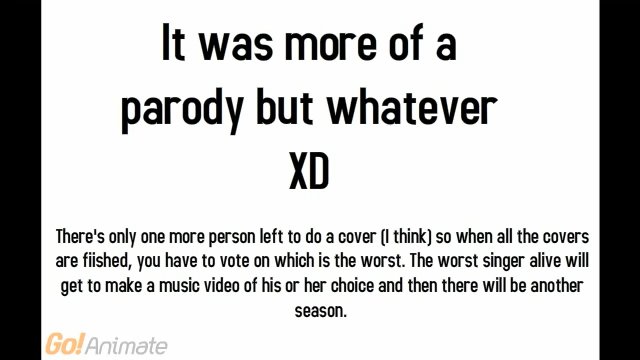 It was more of a
parody but whatever
XD
There's only one more person left to do a cover (I think) so when all the covers
are fiished, you have to vote on which is the worst. The worst singer alive will
get to make a music video of his or her choice and then there will be another
season.
Go!Animate